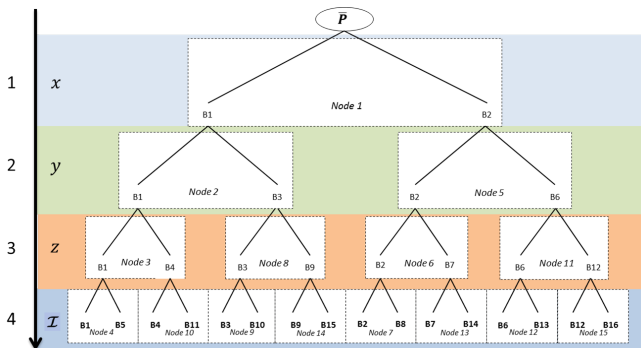 P̅
1 x
Node 1
B1 B2
2 y
B1 Node 2 B3 B2 Node 5 B6
3 z
B1 Node 3 B4 B3 Node 8 B9 B2 Node 6 B7 B6 Node 11 B12
4 ℐ
B1 B5 B4 B11 B3 B10 B9 B15 B2 B8 B7 B14 B6 B13 B12 B16
Node 4 Node 10 Node 9 Node 14 Node 7 Node 13 Node 12 Node 15